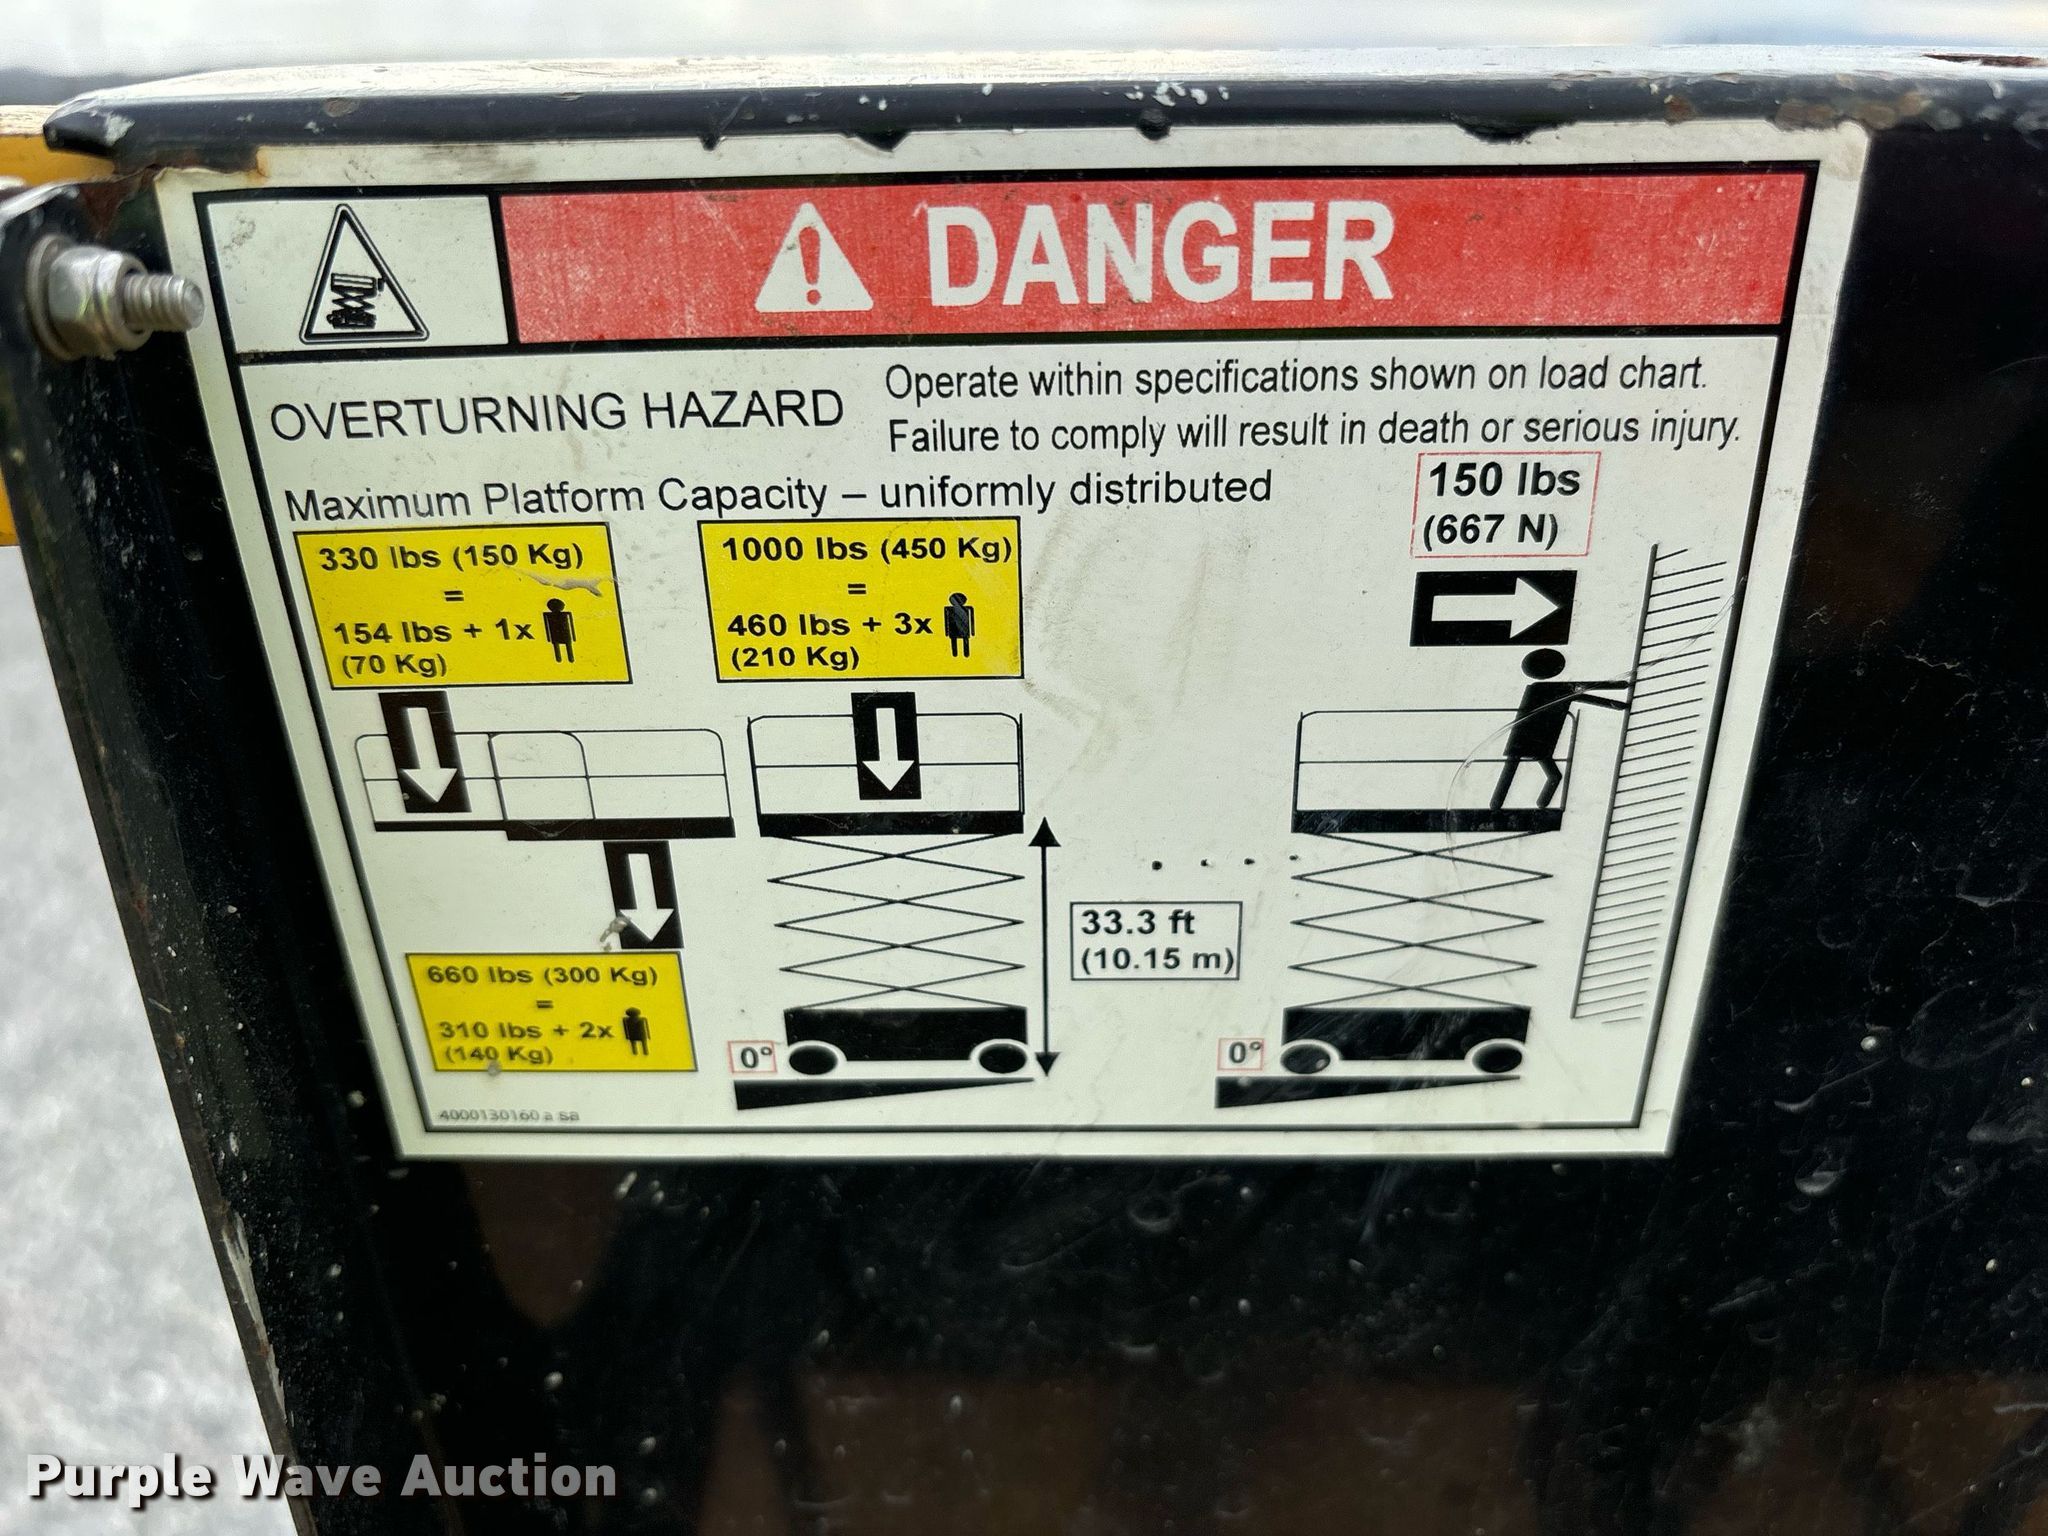 DANGER
OVERTURNING HAZARD
Operate within specifications shown on load chart.
Failure to comply will result in death or serious injury.
Maximum Platform Capacity – uniformly distributed
150 lbs
(667 N)
330 lbs (150 Kg)
=
154 lbs + 1x
(70 Kg)
1000 lbs (450 Kg)
=
460 lbs + 3x
(210 Kg)
33.3 ft
(10.15 m)
660 lbs (300 Kg)
=
310 lbs + 2x
(140 Kg)
0°
0°
4000130160 a sa
Purple Wave Auction